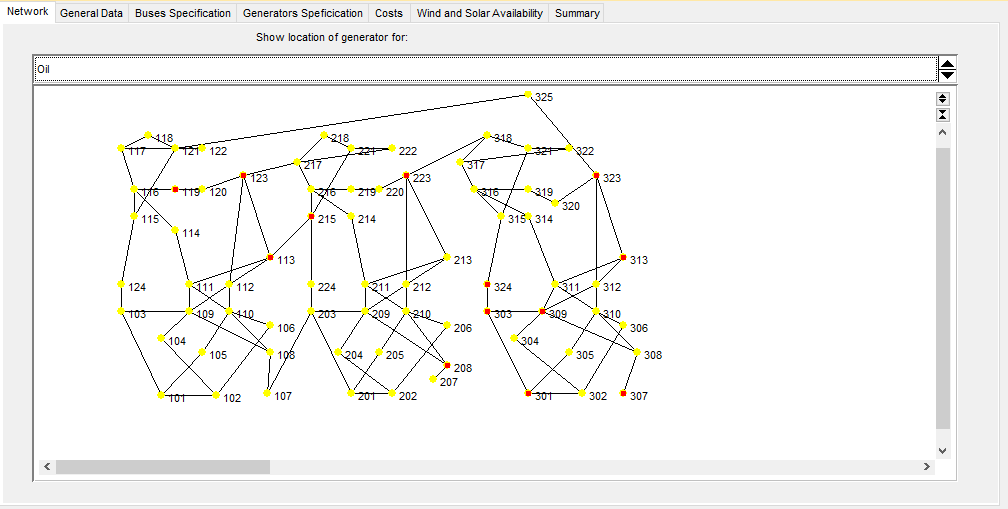 Network General Data Buses Specification Generators Speficication Costs Wind and Solar Availability Summary
Show location of generator for:
Oil
325
118 218 318
117 121 122 221 222 321 322
217 317
123 223 323
116 119 120 216 219 220 316 319
320
115 215 214 315 314
114
113 213 313
124 111 112 224 211 212 324 311 312
103 109 110 203 209 210 303 309 310
106 206 306
104 304
105 108 204 205 305 308
208
207
101 102 107 201 202 301 302 307